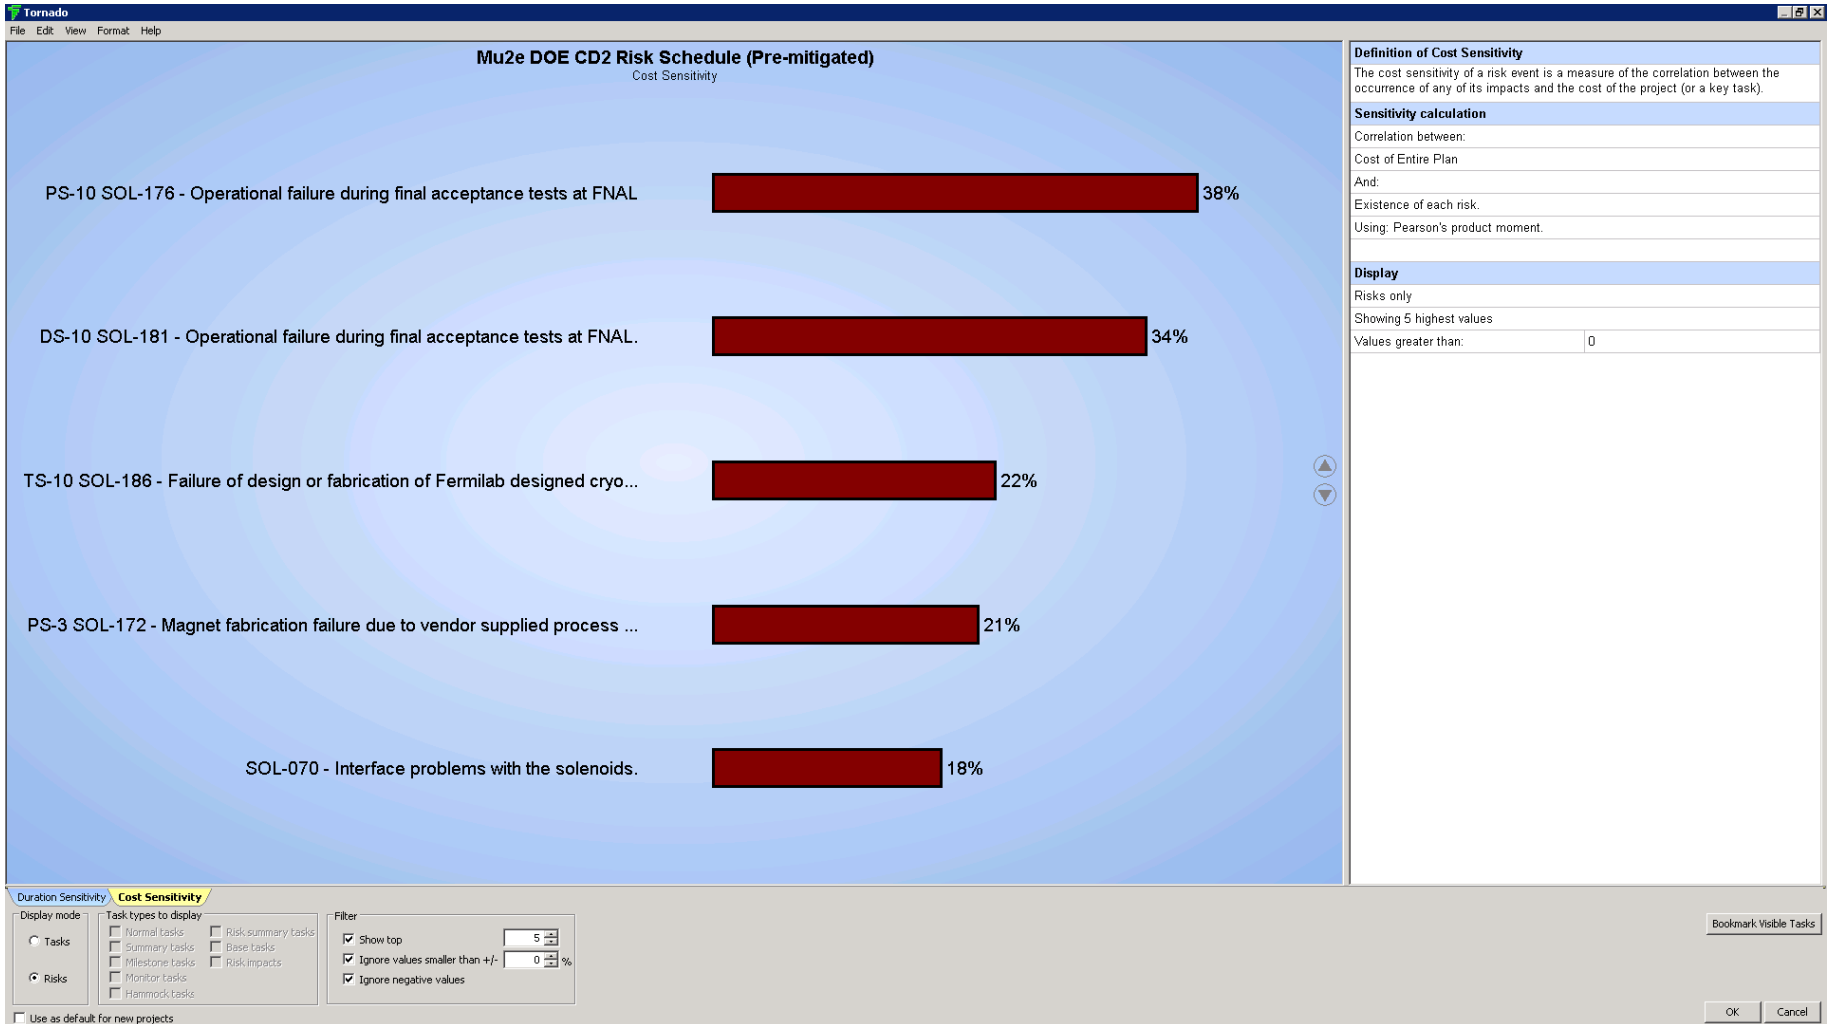 Tornado
File Edit View Format Help
Mu2e DOE CD2 Risk Schedule (Pre-mitigated)
Cost Sensitivity
PS-10 SOL-176 - Operational failure during final acceptance tests at FNAL
38%
DS-10 SOL-181 - Operational failure during final acceptance tests at FNAL.
34%
TS-10 SOL-186 - Failure of design or fabrication of Fermilab designed cryo...
22%
PS-3 SOL-172 - Magnet fabrication failure due to vendor supplied process ...
21%
SOL-070 - Interface problems with the solenoids.
18%
Definition of Cost Sensitivity
The cost sensitivity of a risk event is a measure of the correlation between the
occurrence of any of its impacts and the cost of the project (or a key task).
Sensitivity calculation
Correlation between:
Cost of Entire Plan
And:
Existence of each risk.
Using: Pearson's product moment.
Display
Risks only
Showing 5 highest values
Values greater than: 0
Duration Sensitivity Cost Sensitivity
Display mode
Tasks
Risks
Task types to display
Normal tasks Risk summary tasks
Summary tasks Base tasks
Milestone tasks Risk impacts
Monitor tasks
Hammock tasks
Filter
Show top 5
Ignore values smaller than +/- 0 %
Ignore negative values
Bookmark Visible Tasks
Use as default for new projects
OK Cancel